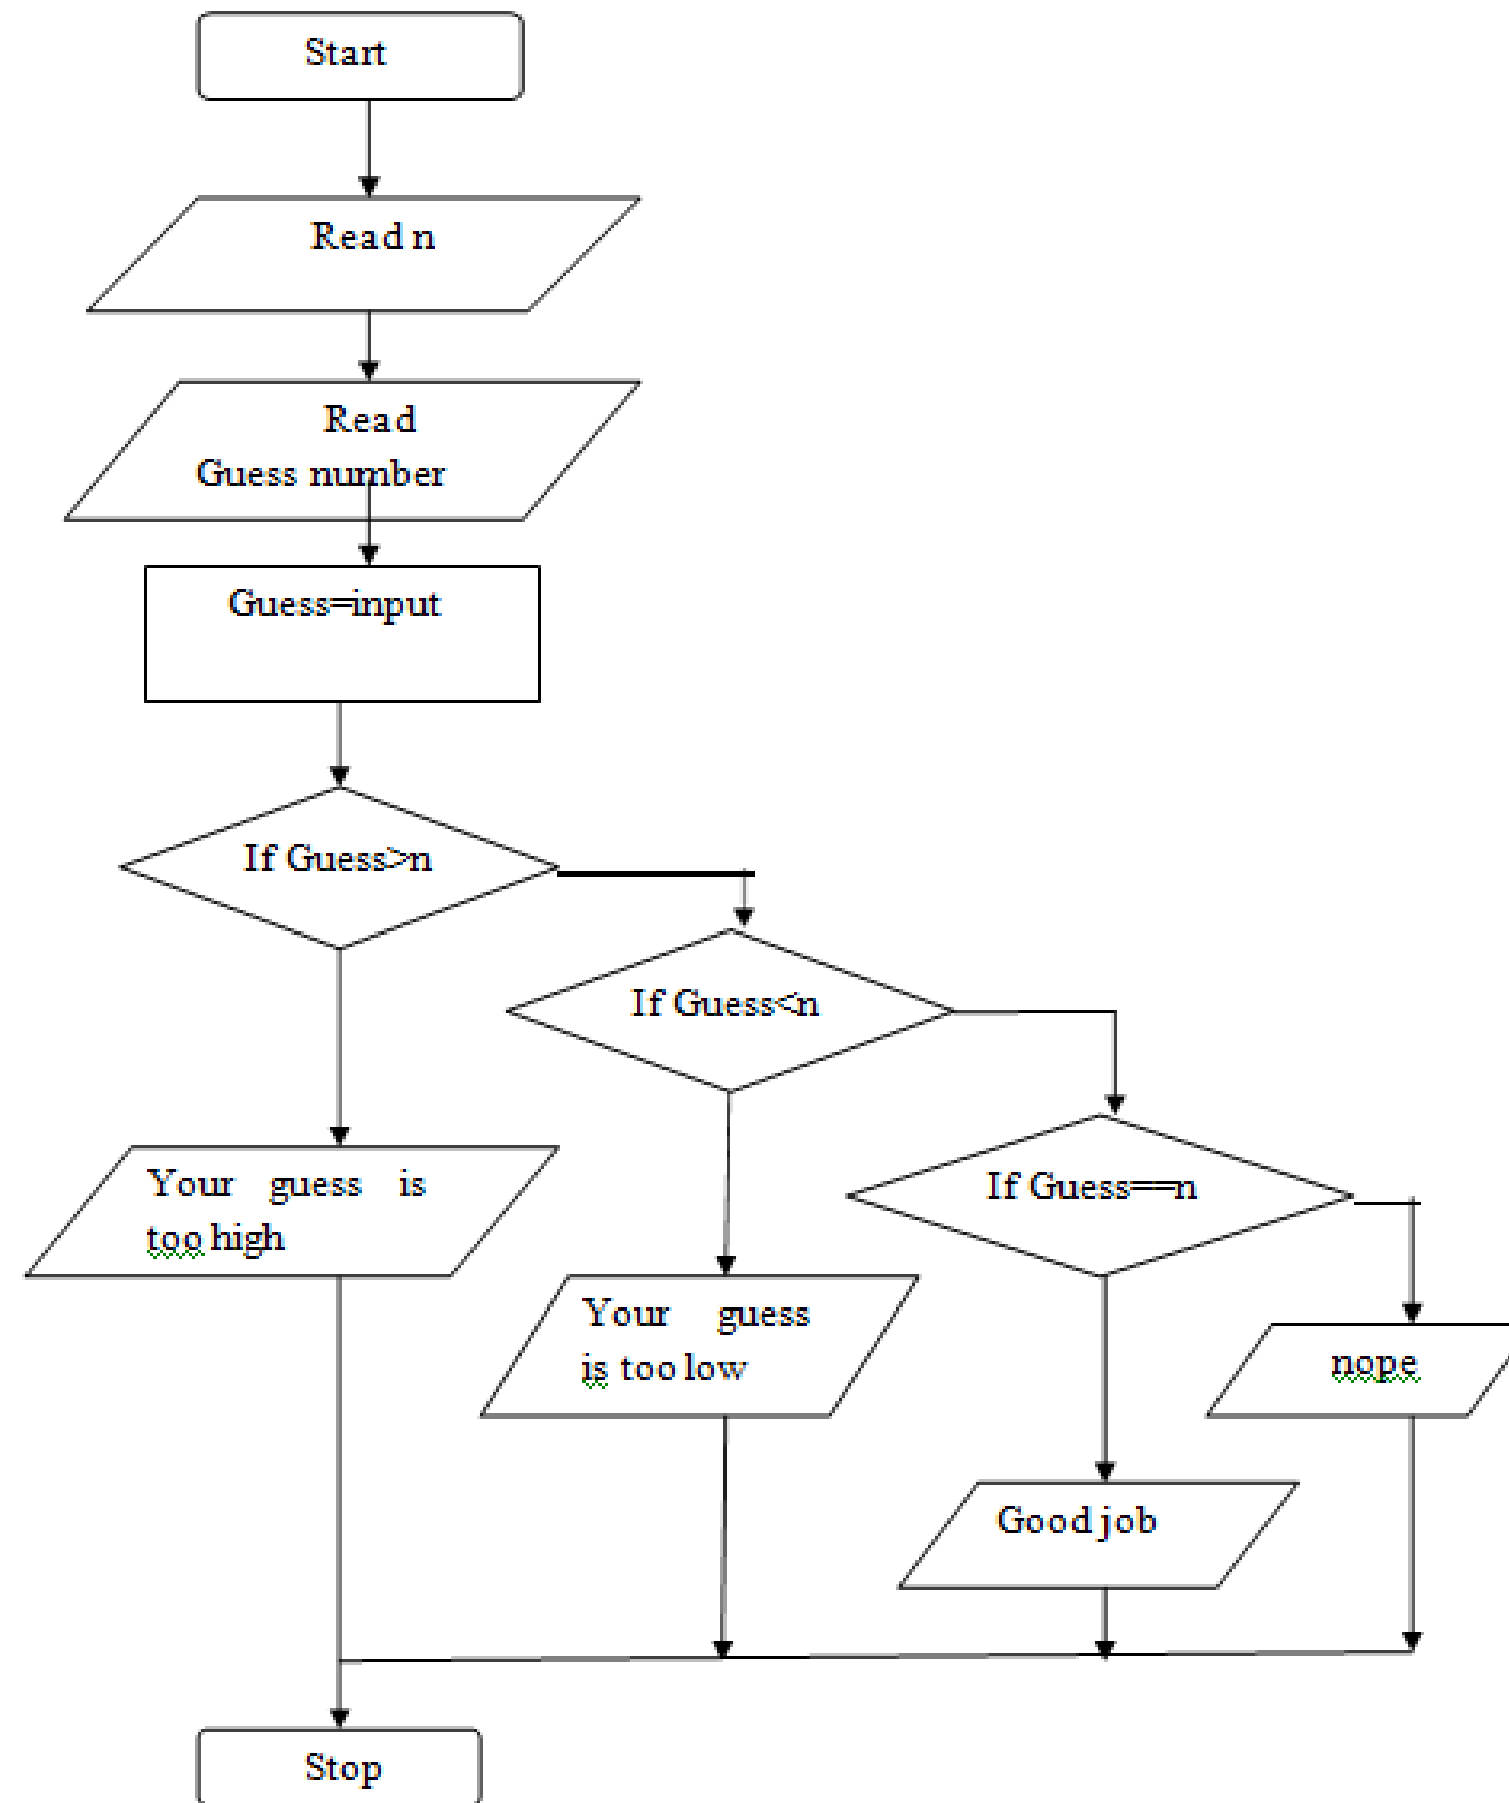 Start
Read n
Read
Guess number
Guess=input
If Guess>n
If Guess<n
If Guess==n
Your guess is
too high
Your guess
is too low
nope
Good job
Stop